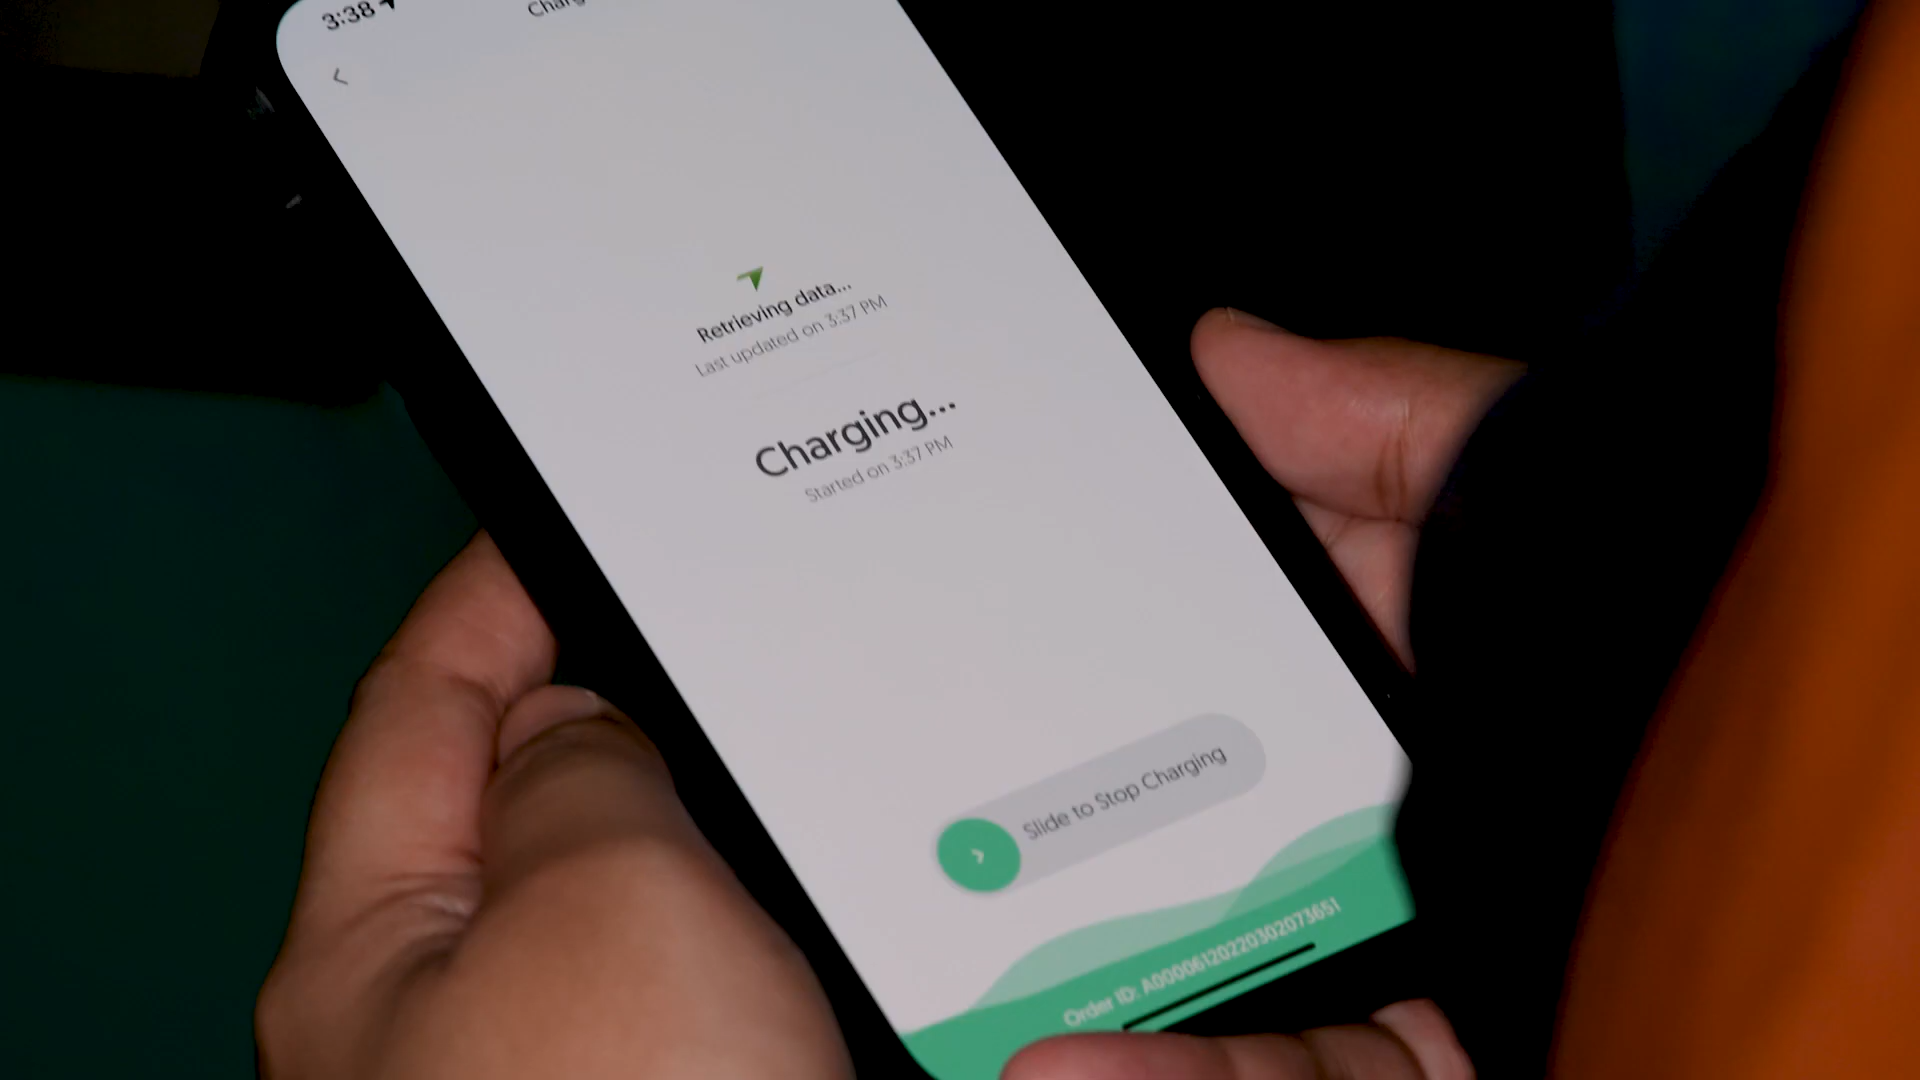 3:38
Retrieving data...
Last updated on 3:37 PM
Charging...
Started on 3:37 PM
Slide to Stop Charging
Order ID: A00006120220302073651